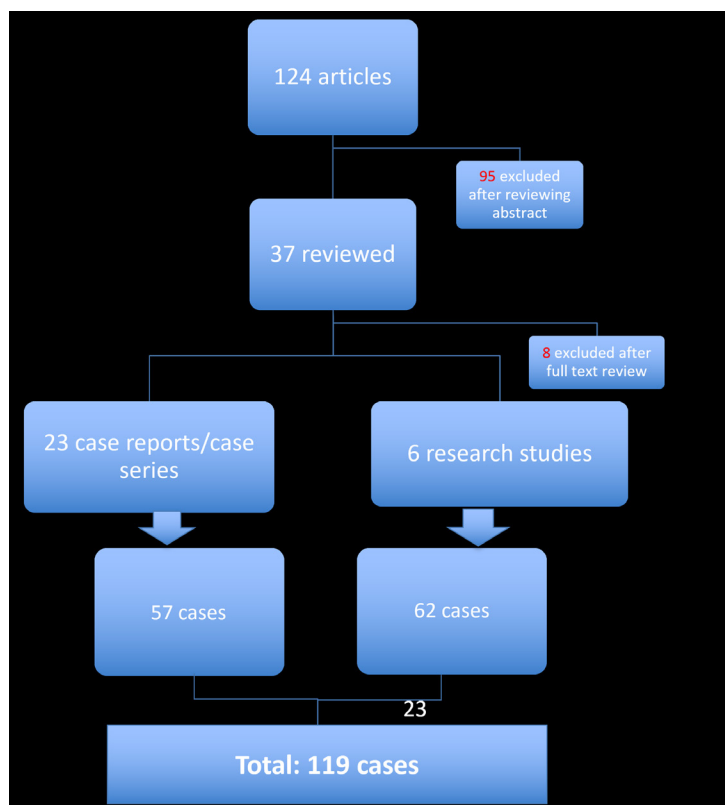 124 articles
95 excluded
after reviewing
abstract
37 reviewed
8 excluded after
full text review
23 case reports/case
series
6 research studies
57 cases
62 cases
23
Total: 119 cases